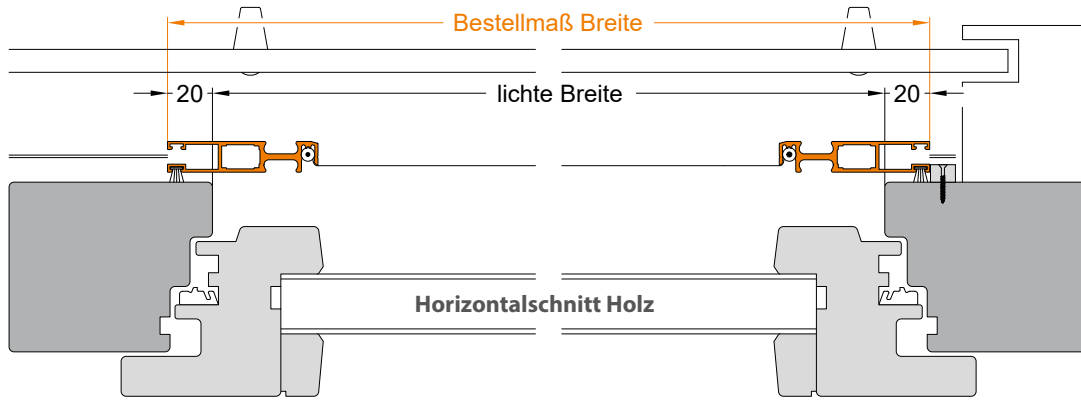 Bestellmaß Breite
20 lichte Breite 20
Horizontalschnitt Holz